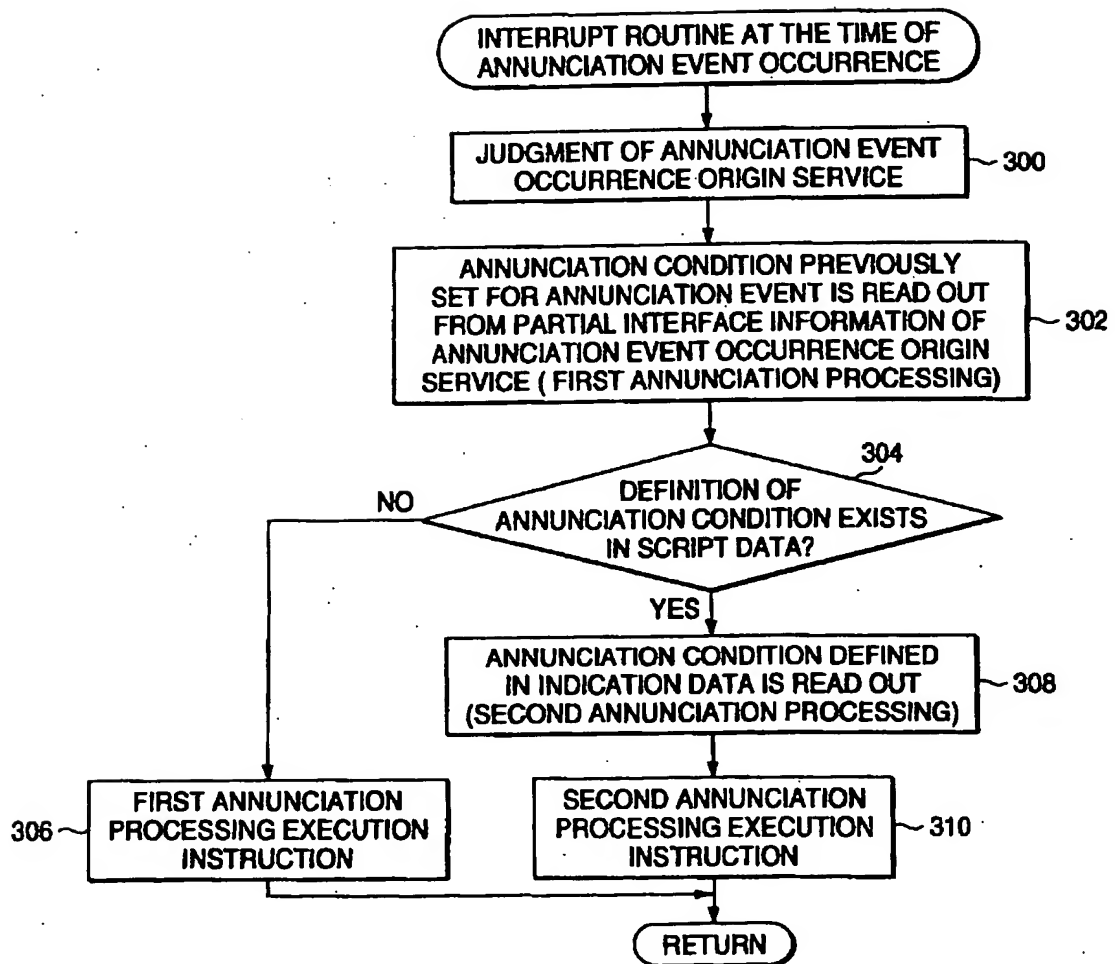 INTERRUPT ROUTINE AT THE TIME OF
ANNUNCIATION EVENT OCCURRENCE
JUDGMENT OF ANNUNCIATION EVENT
OCCURRENCE ORIGIN SERVICE
300
ANNUNCIATION CONDITION PREVIOUSLY
SET FOR ANNUNCIATION EVENT IS READ OUT
FROM PARTIAL INTERFACE INFORMATION OF
ANNUNCIATION EVENT OCCURRENCE ORIGIN
SERVICE ( FIRST ANNUNCIATION PROCESSING)
302
304
DEFINITION OF
ANNUNCIATION CONDITION EXISTS
IN SCRIPT DATA?
NO
YES
ANNUNCIATION CONDITION DEFINED
IN INDICATION DATA IS READ OUT
(SECOND ANNUNCIATION PROCESSING)
308
306
FIRST ANNUNCIATION
PROCESSING EXECUTION
INSTRUCTION
SECOND ANNUNCIATION
PROCESSING EXECUTION
INSTRUCTION
310
RETURN